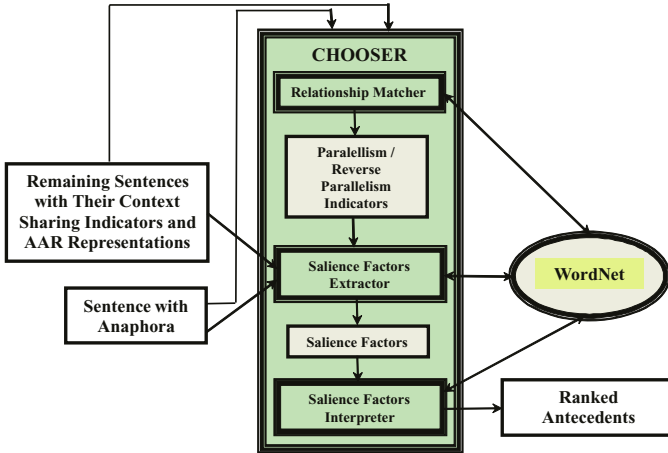 CHOOSER
Relationship Matcher
Paralellism /
Reverse
Parallelism
Indicators
Remaining Sentences
with Their Context
Sharing Indicators and
AAR Representations
Salience Factors
Extractor
WordNet
Sentence with
Anaphora
Salience Factors
Salience Factors
Interpreter
Ranked
Antecedents